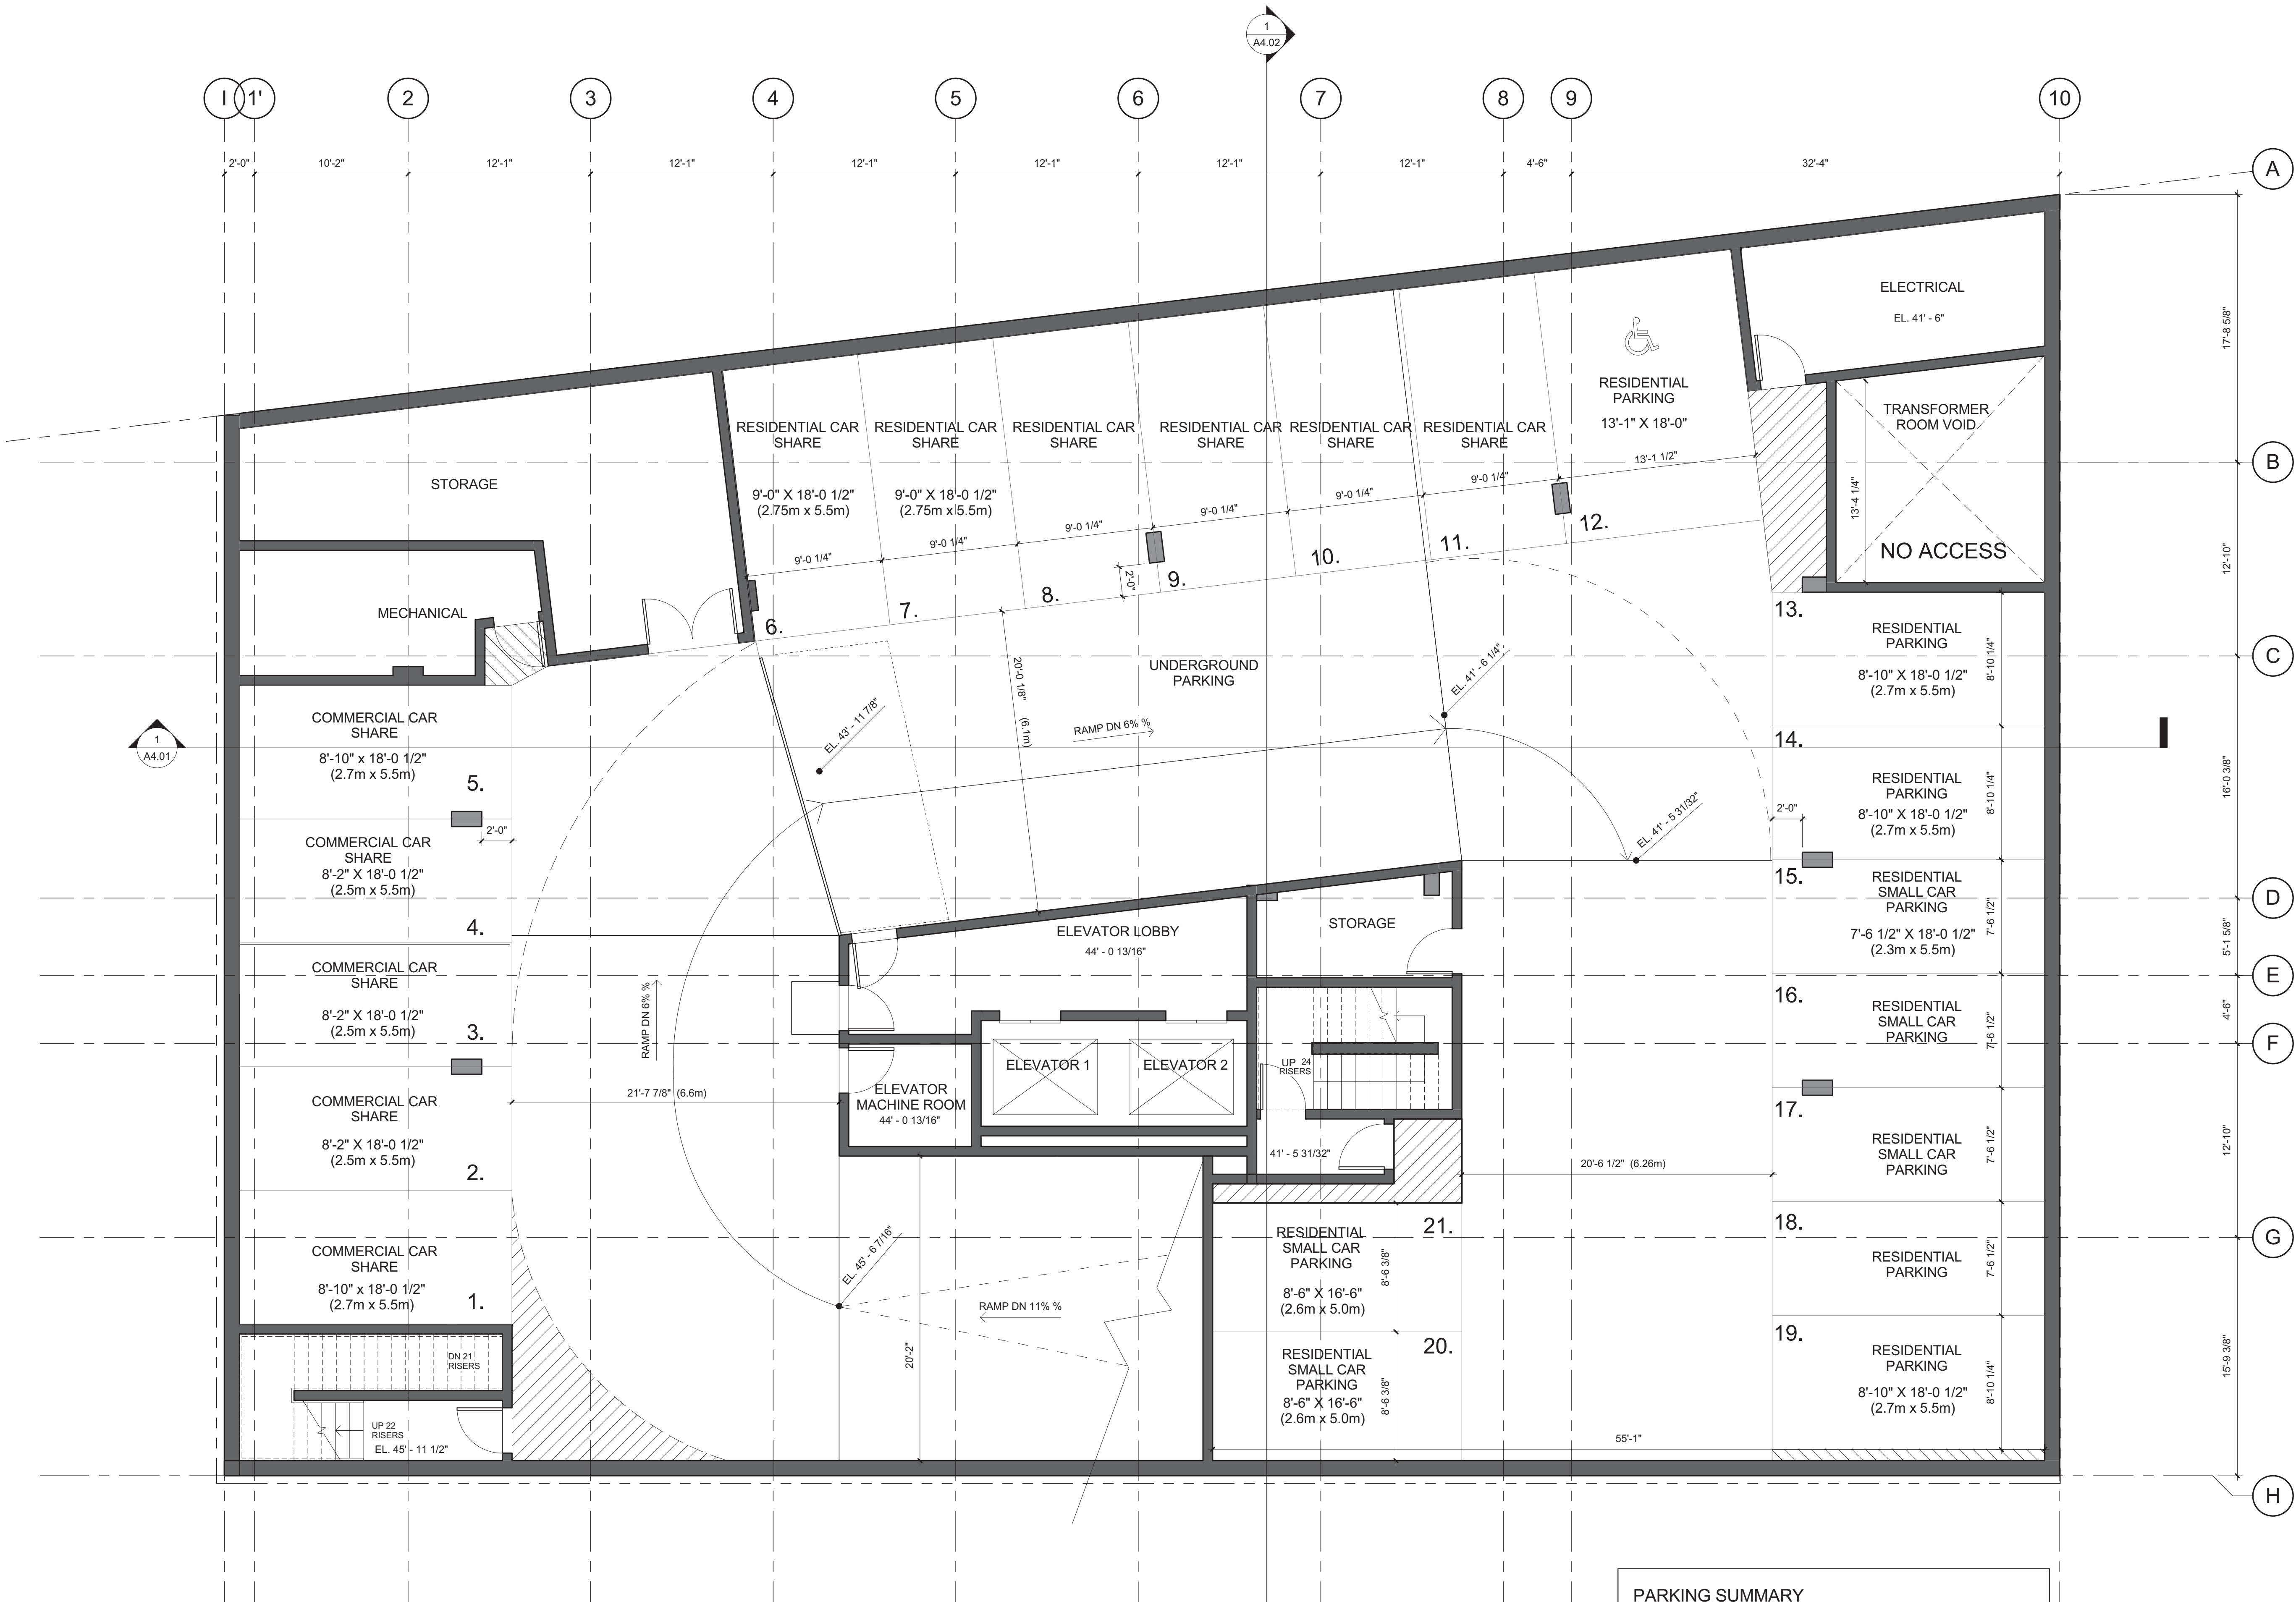 1
A4.02
I
1'
2
3
4
5
6
7
8
9
10
2'-0"
10'-2"
12'-1"
12'-1"
12'-1"
12'-1"
12'-1"
12'-1"
4'-6"
32'-4"
A
17'-8 5/8"
B
12'-10"
C
16'-0 3/8"
D
5'-1 5/8"
E
4'-6"
F
12'-10"
G
15'-9 3/8"
H
ELECTRICAL
EL. 41' - 6"
TRANSFORMER
ROOM VOID
13'-4 1/4"
NO ACCESS
RESIDENTIAL
PARKING
13'-1" X 18'-0"
13'-1 1/2"
12.
RESIDENTIAL CAR
SHARE
RESIDENTIAL CAR
SHARE
RESIDENTIAL CAR
SHARE
RESIDENTIAL CAR
SHARE
RESIDENTIAL CAR
SHARE
RESIDENTIAL CAR
SHARE
9'-0" X 18'-0 1/2"
(2.75m x 5.5m)
9'-0" X 18'-0 1/2"
(2.75m x 5.5m)
9'-0 1/4"
9'-0 1/4"
9'-0 1/4"
9'-0 1/4"
9'-0 1/4"
9'-0 1/4"
2'-0"
6.
7.
8.
9.
10.
11.
STORAGE
MECHANICAL
UNDERGROUND
PARKING
20'-0 1/8" (6.1m)
RAMP DN 6% %
EL. 43' - 11 7/8"
EL. 41' - 6 1/4"
EL. 41' - 5 31/32"
1
A4.01
COMMERCIAL CAR
SHARE
8'-10" x 18'-0 1/2"
(2.7m x 5.5m)
5.
2'-0"
COMMERCIAL CAR
SHARE
8'-2" X 18'-0 1/2"
(2.5m x 5.5m)
4.
COMMERCIAL CAR
SHARE
8'-2" X 18'-0 1/2"
(2.5m x 5.5m)
3.
COMMERCIAL CAR
SHARE
8'-2" X 18'-0 1/2"
(2.5m x 5.5m)
2.
COMMERCIAL CAR
SHARE
8'-10" x 18'-0 1/2"
(2.7m x 5.5m)
1.
DN 21
RISERS
UP 22
RISERS
EL. 45' - 11 1/2"
RAMP DN 6% %
21'-7 7/8" (6.6m)
ELEVATOR LOBBY
44' - 0 13/16"
STORAGE
ELEVATOR 1
ELEVATOR 2
ELEVATOR
MACHINE ROOM
44' - 0 13/16"
UP 24
RISERS
41' - 5 31/32"
EL. 45' - 6 7/16"
RAMP DN 11% %
20'-2"
21.
RESIDENTIAL
SMALL CAR
PARKING
8'-6" X 16'-6"
(2.6m x 5.0m)
8'-6 3/8"
20.
RESIDENTIAL
SMALL CAR
PARKING
8'-6" X 16'-6"
(2.6m x 5.0m)
8'-6 3/8"
55'-1"
20'-6 1/2" (6.26m)
13.
RESIDENTIAL
PARKING
8'-10" X 18'-0 1/2"
(2.7m x 5.5m)
8'-10 1/4"
14.
RESIDENTIAL
PARKING
8'-10" X 18'-0 1/2"
(2.7m x 5.5m)
8'-10 1/4"
2'-0"
15.
RESIDENTIAL
SMALL CAR
PARKING
7'-6 1/2" X 18'-0 1/2"
(2.3m x 5.5m)
7'-6 1/2"
16.
RESIDENTIAL
SMALL CAR
PARKING
7'-6 1/2"
17.
RESIDENTIAL
SMALL CAR
PARKING
7'-6 1/2"
18.
RESIDENTIAL
PARKING
7'-6 1/2"
19.
RESIDENTIAL
PARKING
8'-10" X 18'-0 1/2"
(2.7m x 5.5m)
8'-10 1/4"
PARKING SUMMARY